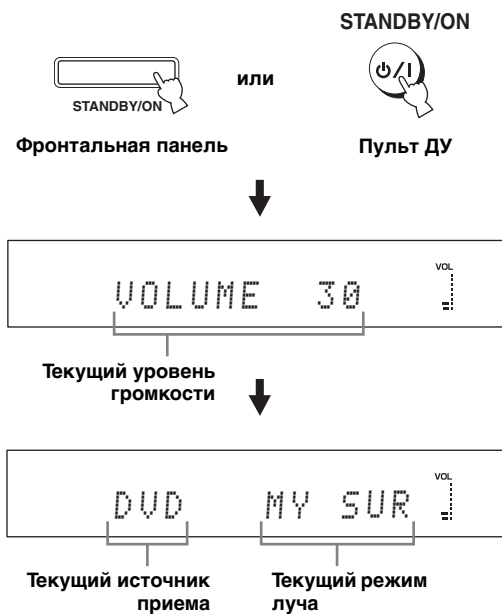 STANDBY/ON
или
STANDBY/ON
Фронтальная панель
Пульт ДУ
VOL
VOLUME 30
Текущий уровень
громкости
VOL
DVD MY SUR
Текущий источник
приема
Текущий режим
луча